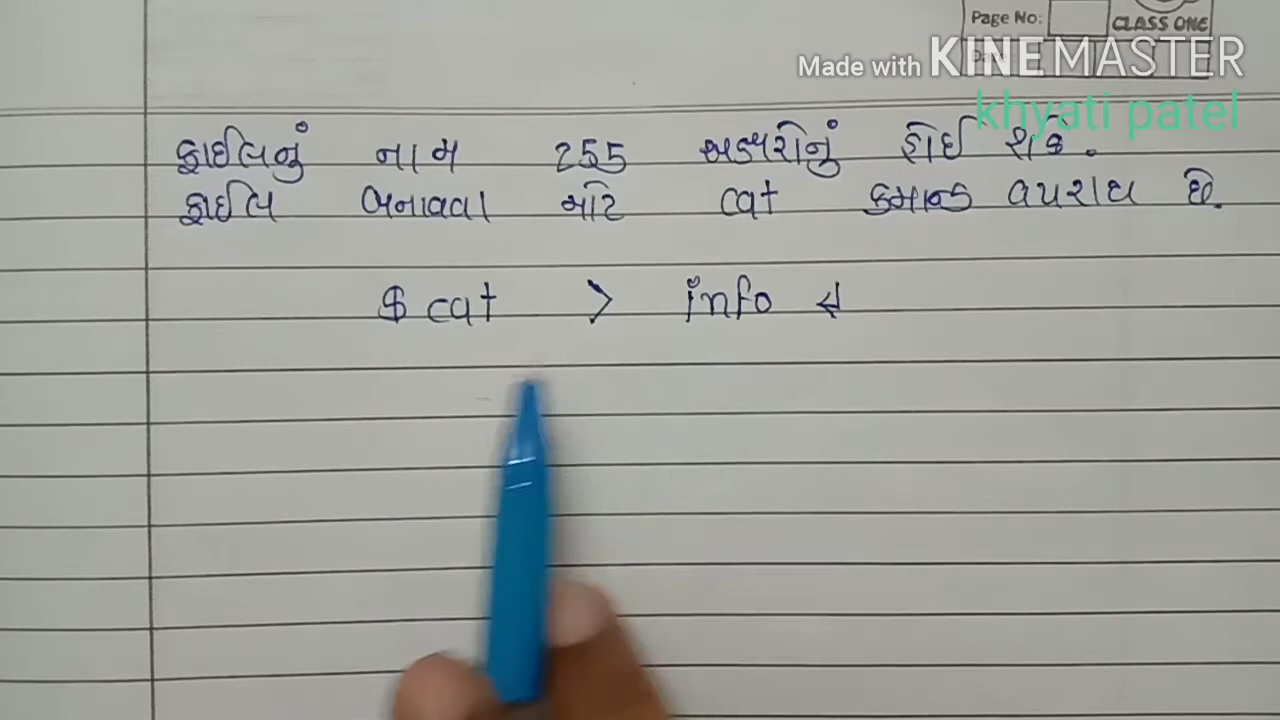 Page No: CLASS ONE
Made with KINEMASTER
khyati patel
ફાઈલનું નામ 255 અક્ષરોનું હોઈ શકે.
ફાઈલ બનાવવા માટે cat કમાન્ડ વપરાય છે.
$ cat > info ↲